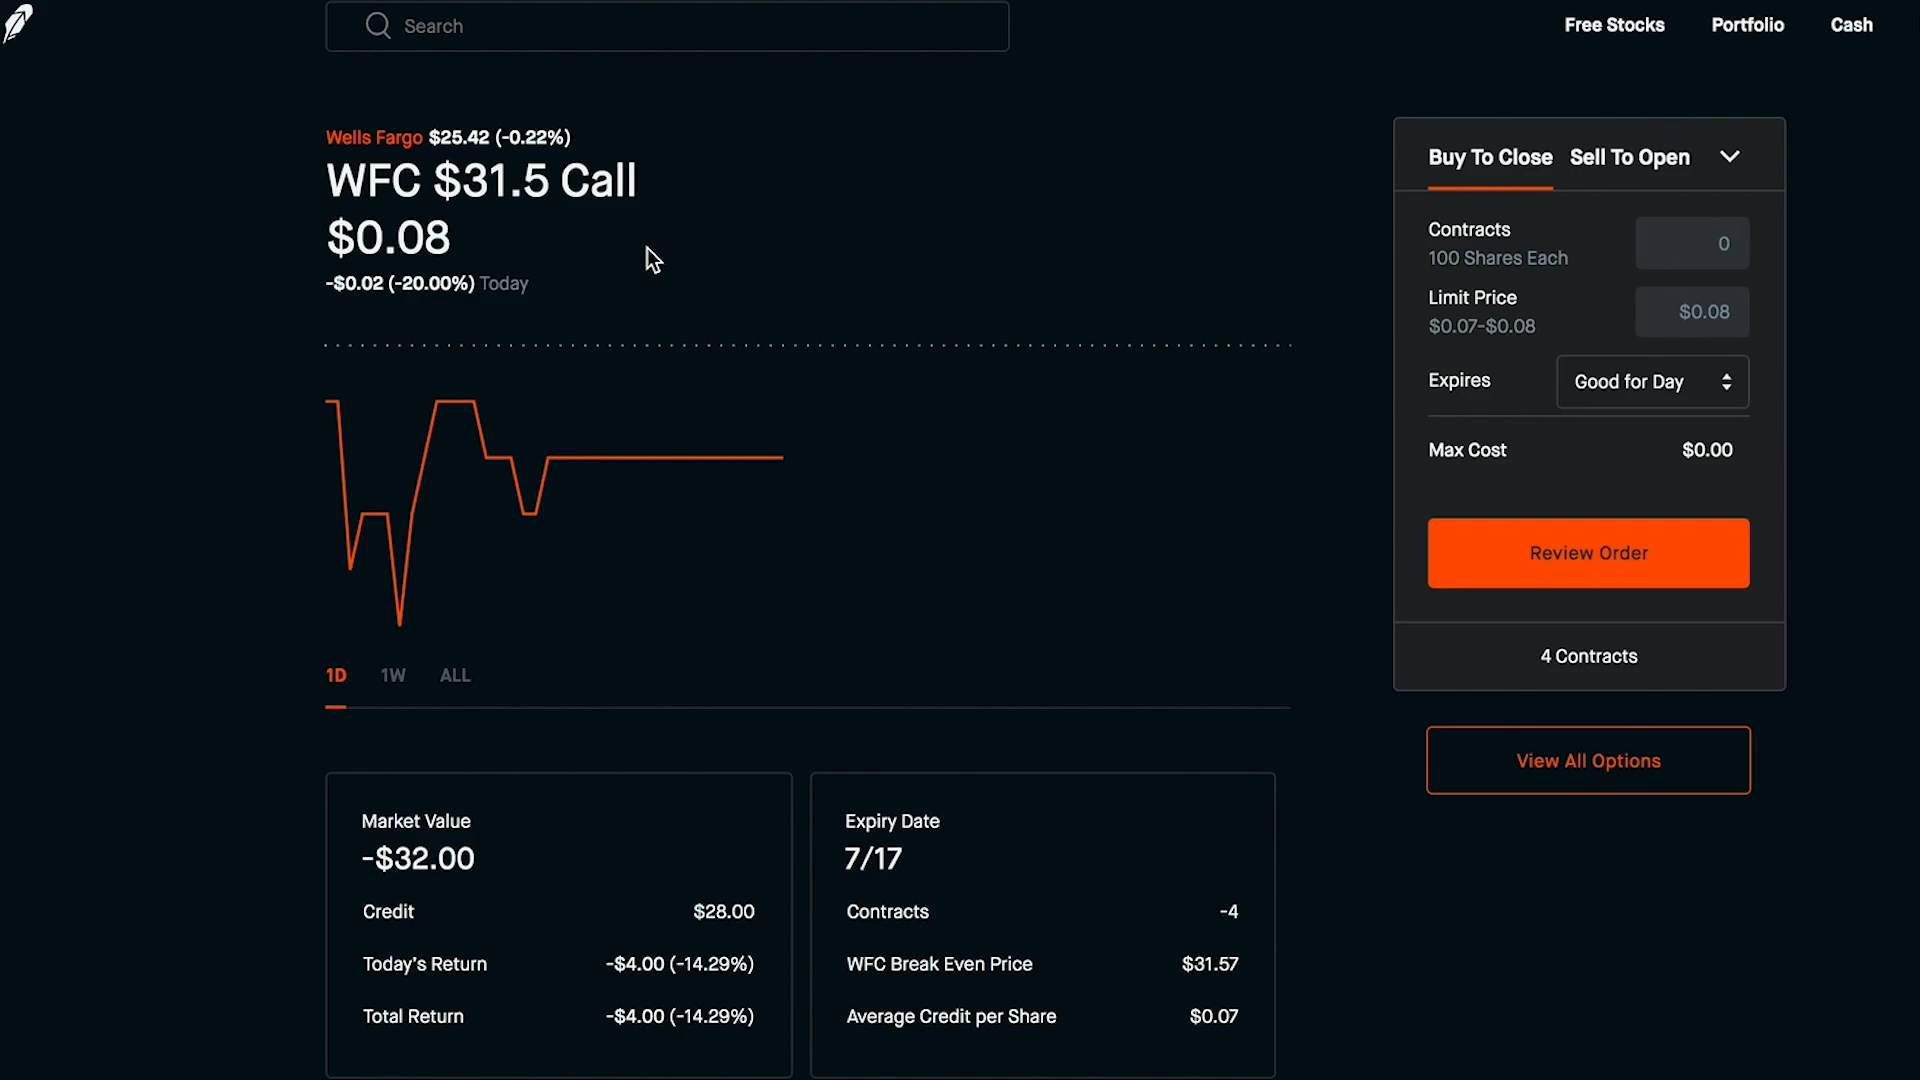 Search
Free Stocks Portfolio Cash
Wells Fargo $25.42 (-0.22%)
WFC $31.5 Call
$0.08
-$0.02 (-20.00%) Today
1D 1W ALL
Market Value
-$32.00
Credit $28.00
Today's Return -$4.00 (-14.29%)
Total Return -$4.00 (-14.29%)
Expiry Date
7/17
Contracts -4
WFC Break Even Price $31.57
Average Credit per Share $0.07
Buy To Close Sell To Open
Contracts 0
100 Shares Each
Limit Price $0.08
$0.07-$0.08
Expires Good for Day
Max Cost $0.00
Review Order
4 Contracts
View All Options